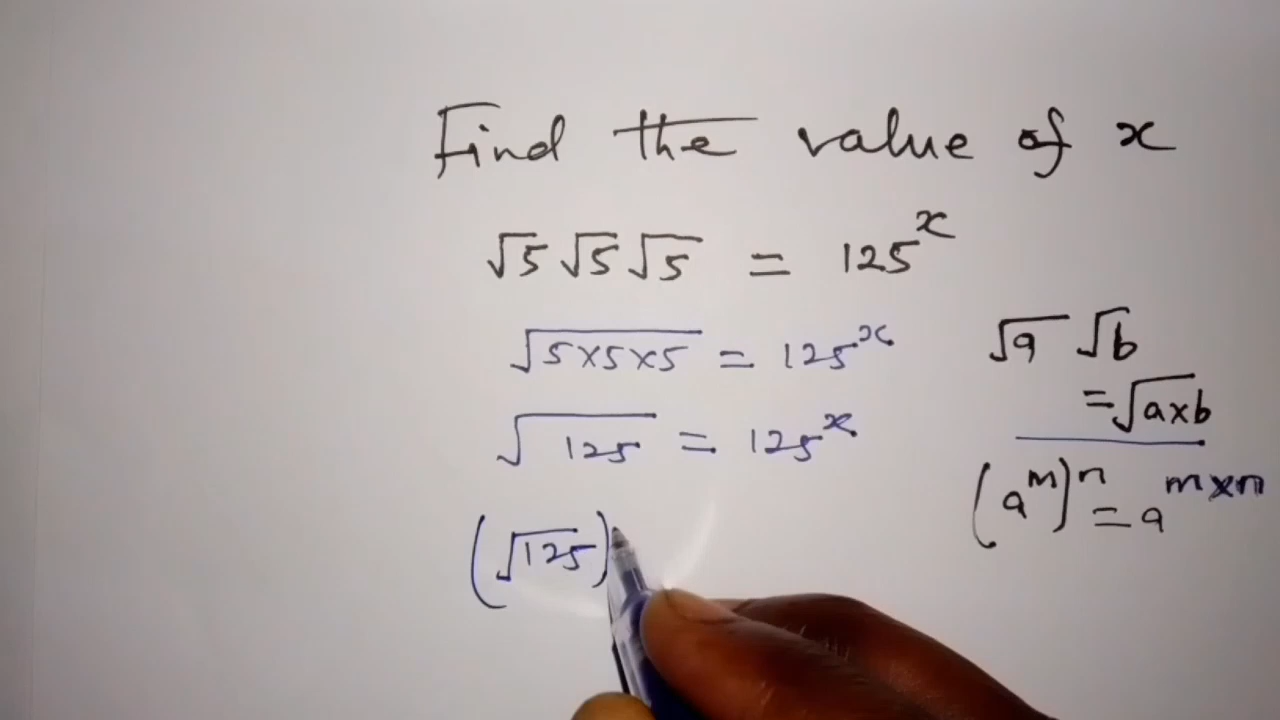 Find the value of x
√5 √5 √5 = 125^x
√(5×5×5) = 125^x
√125 = 125^x
(√125)
√a √b
= √(a×b)
(a^m)^n = a^(m×n)